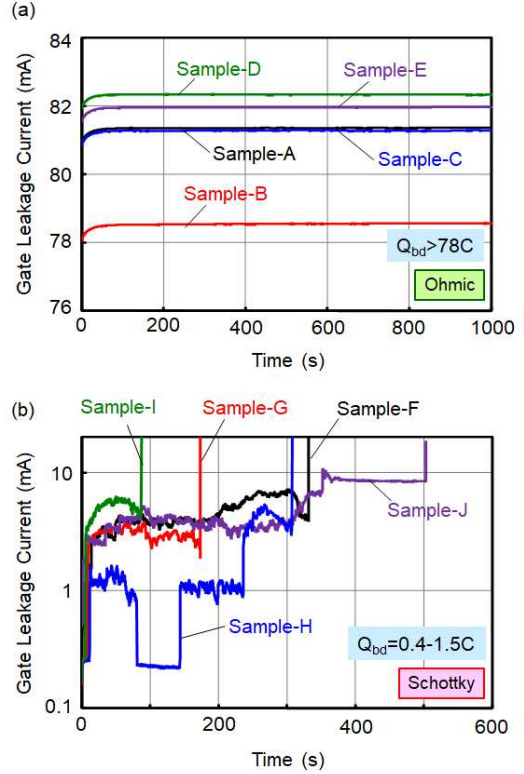 (a)
84
82
80
78
76
Gate Leakage Current (mA)
Sample-D
Sample-E
Sample-A
Sample-C
Sample-B
Q_bd>78C
Ohmic
0
200
400
600
800
1000
Time (s)
(b)
Sample-I
Sample-G
Sample-F
10
1
0.1
Gate Leakage Current (mA)
Sample-J
Sample-H
Q_bd=0.4-1.5C
Schottky
0
200
400
600
Time (s)